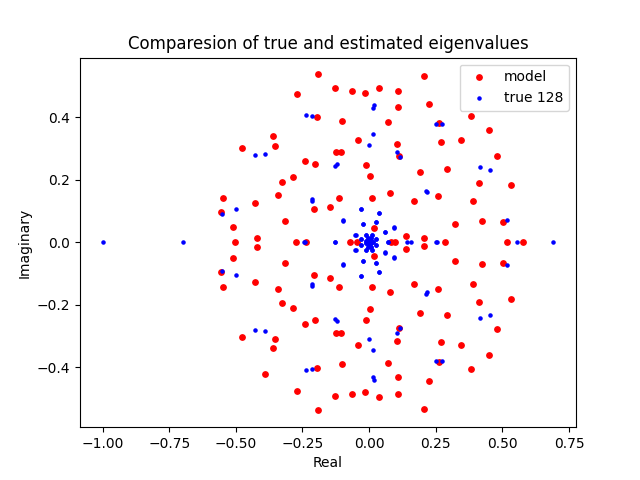 Comparesion of true and estimated eigenvalues
model
true 128
0.4
0.2
0.0
−0.2
−0.4
Imaginary
−1.00 −0.75 −0.50 −0.25 0.00 0.25 0.50 0.75
Real